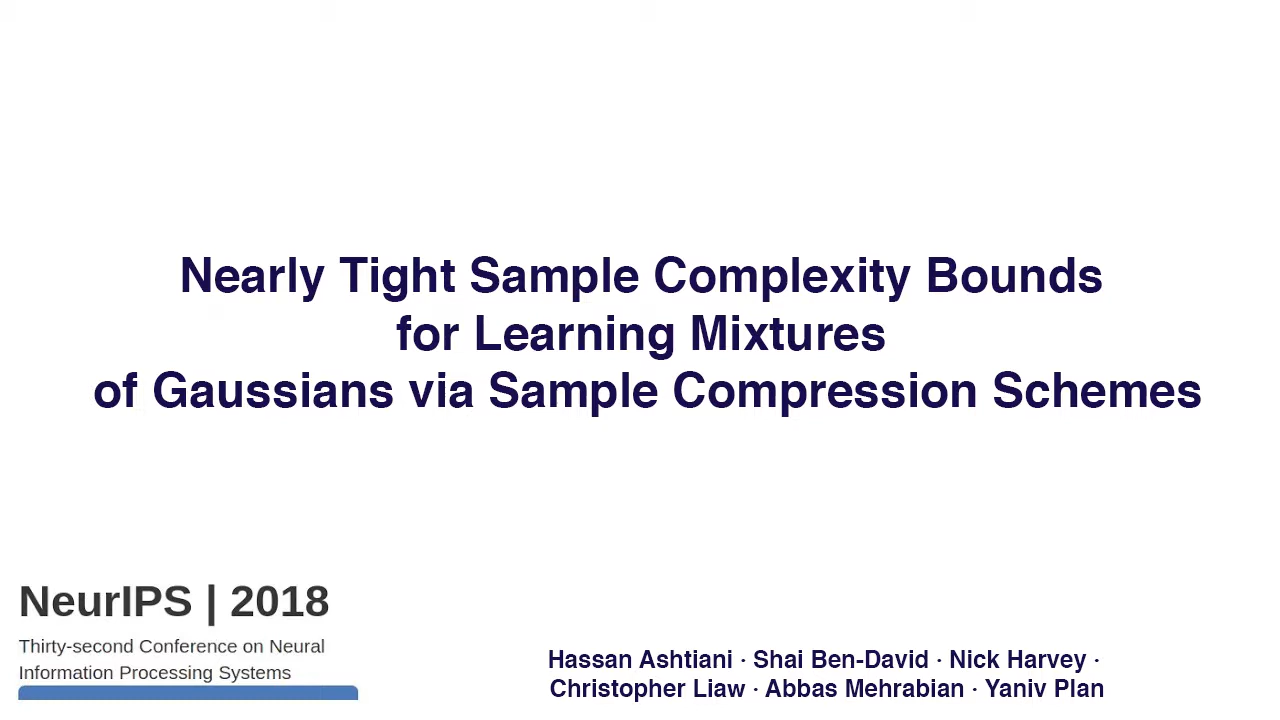 Nearly Tight Sample Complexity Bounds
for Learning Mixtures
of Gaussians via Sample Compression Schemes
NeurIPS | 2018
Thirty-second Conference on Neural
Information Processing Systems
Hassan Ashtiani · Shai Ben-David · Nick Harvey ·
Christopher Liaw · Abbas Mehrabian · Yaniv Plan